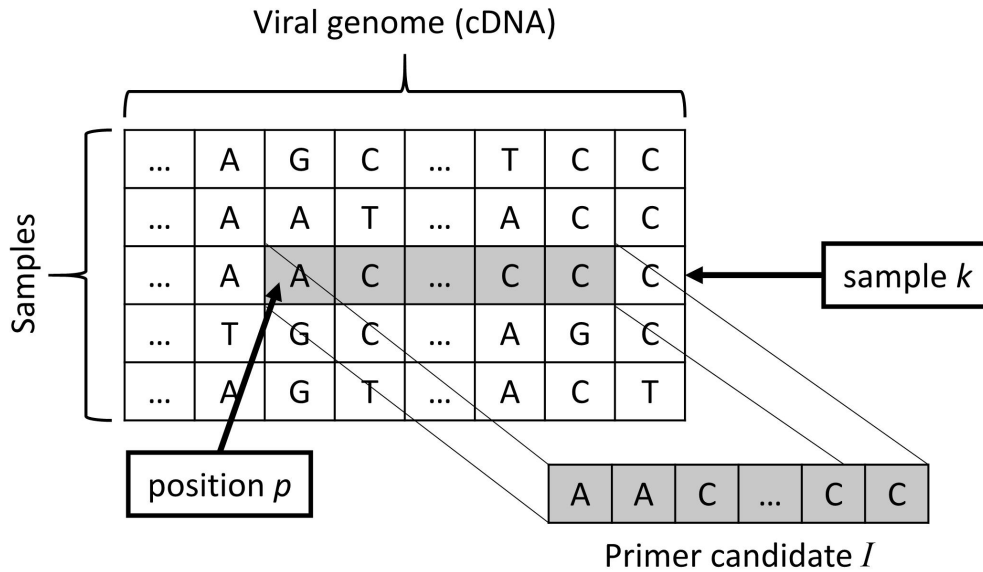 Viral genome (cDNA)
Samples
... A G C ... T C C
... A A T ... A C C
... A A C ... C C C
... T G C ... A G C
... A G T ... A C T
sample k
position p
A A C ... C C
Primer candidate I